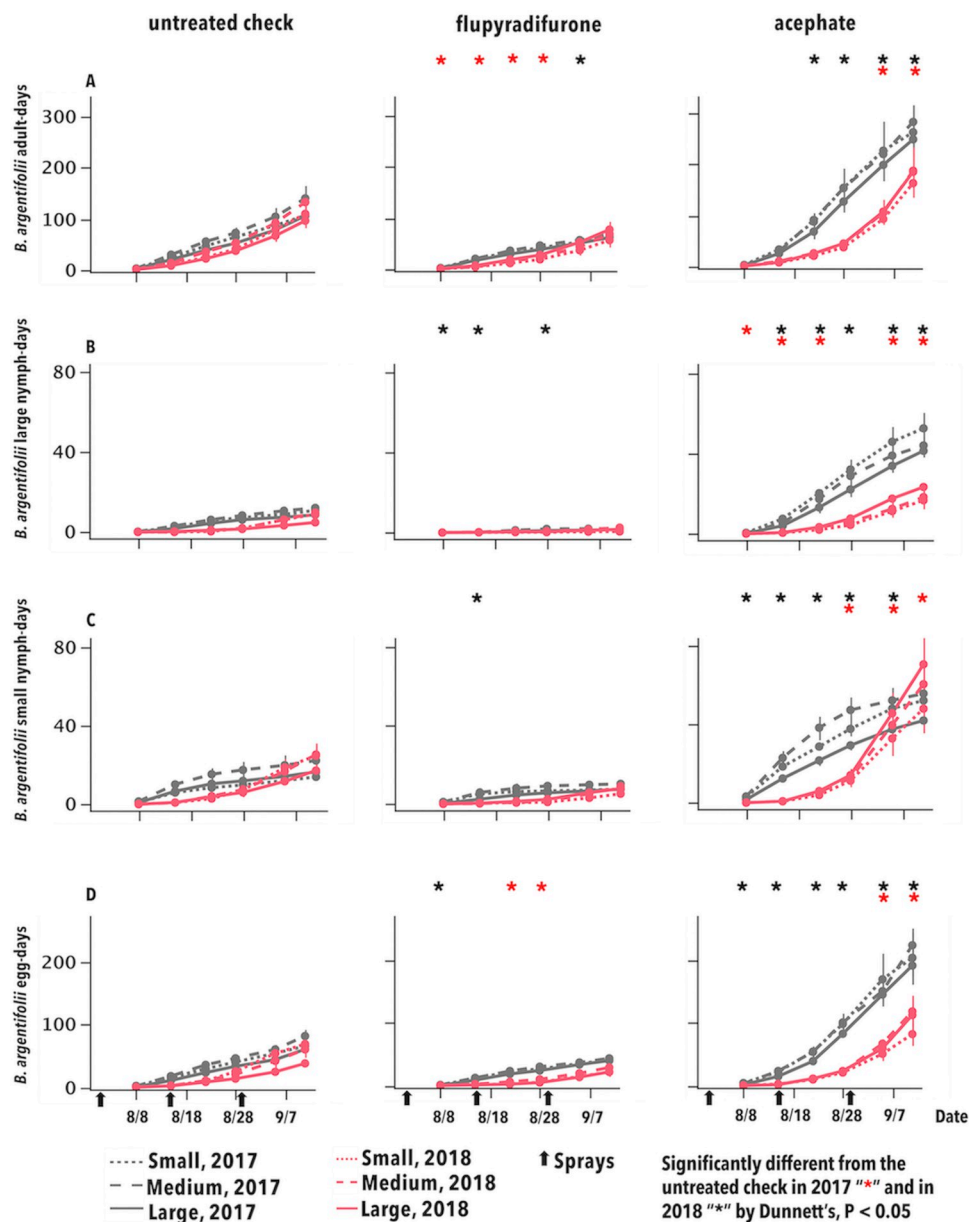 untreated check flupyradifurone acephate
* * * * * * * * *
* *
A
B. argentifolii adult-days
300
200
100
0
* * * * * * * * *
* * * *
B
B. argentifolii large nymph-days
80
40
0
* * * * * * *
* *
C
B. argentifolii small nymph-days
80
40
0
* * * * * * * * *
* *
D
B. argentifolii egg-days
200
100
0
8/8 8/18 8/28 9/7 8/8 8/18 8/28 9/7 8/8 8/18 8/28 9/7 Date
Small, 2017 Small, 2018 Sprays
Medium, 2017 Medium, 2018
Large, 2017 Large, 2018
Significantly different from the
untreated check in 2017 "*" and in
2018 "*" by Dunnett's, P < 0.05